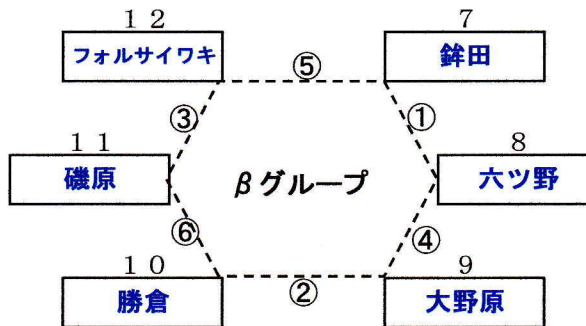 １２ ７
フォルサイワキ ⑤ 鉾田
③ ①
１１ ８
磯原 βグループ 六ツ野
⑥ ④
１０ ９
勝倉 ② 大野原